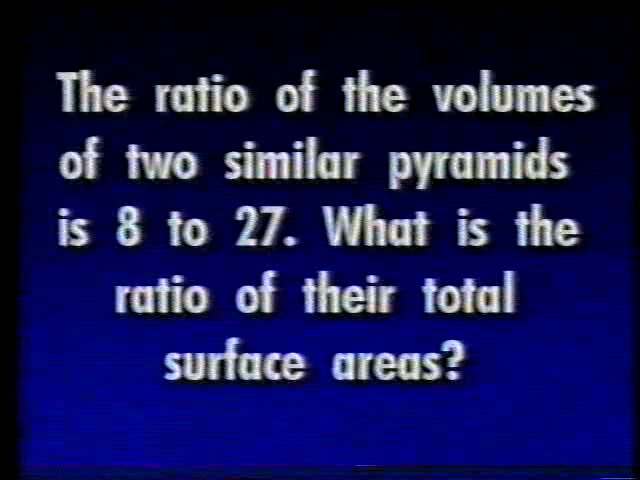 The ratio of the volumes
of two similar pyramids
is 8 to 27. What is the
ratio of their total
surface areas?